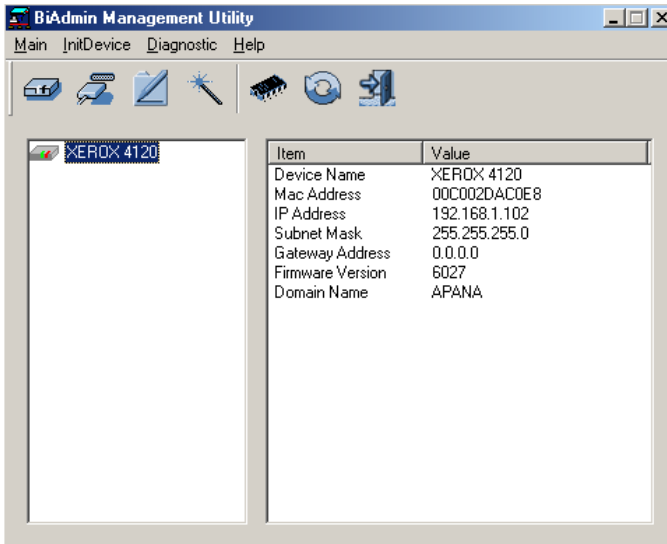 BiAdmin Management Utility
Main InitDevice Diagnostic Help
XEROX 4120
Item Value
Device Name XEROX 4120
Mac Address 00C002DAC0E8
IP Address 192.168.1.102
Subnet Mask 255.255.255.0
Gateway Address 0.0.0.0
Firmware Version 6027
Domain Name APANA